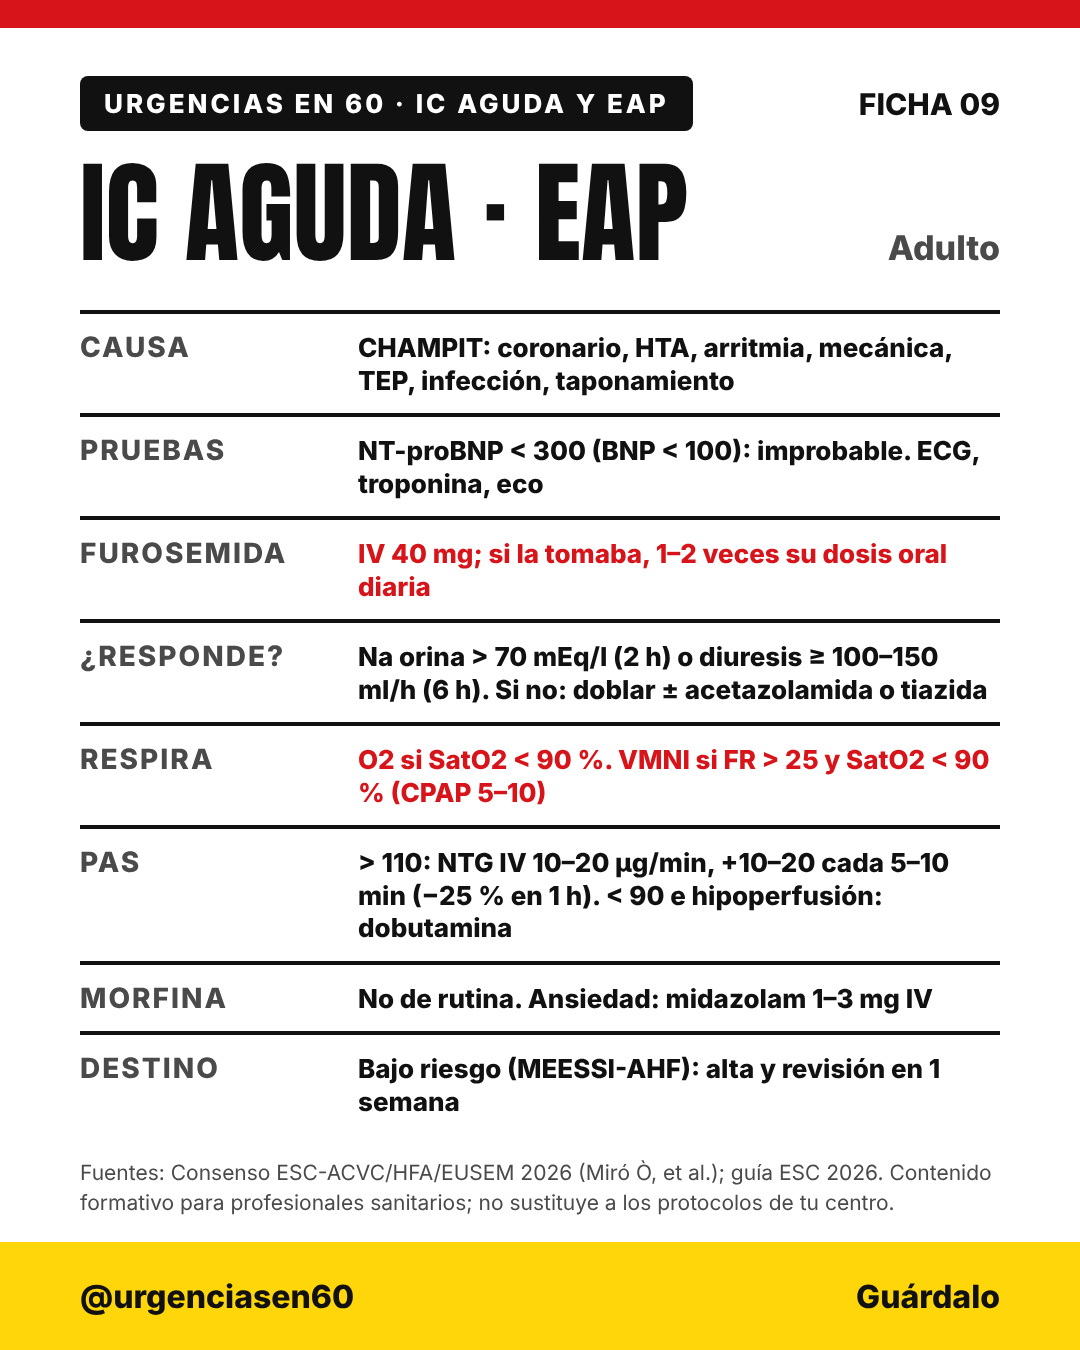 URGENCIAS EN 60 · IC AGUDA Y EAP
FICHA 09
IC AGUDA · EAP
Adulto
CAUSA
CHAMPIT: coronario, HTA, arritmia, mecánica,
TEP, infección, taponamiento
PRUEBAS
NT-proBNP < 300 (BNP < 100): improbable. ECG,
troponina, eco
FUROSEMIDA
IV 40 mg; si la tomaba, 1–2 veces su dosis oral
diaria
¿RESPONDE?
Na orina > 70 mEq/l (2 h) o diuresis ≥ 100–150
ml/h (6 h). Si no: doblar ± acetazolamida o tiazida
RESPIRA
O2 si SatO2 < 90 %. VMNI si FR > 25 y SatO2 < 90
% (CPAP 5–10)
PAS
> 110: NTG IV 10–20 µg/min, +10–20 cada 5–10
min (−25 % en 1 h). < 90 e hipoperfusión:
dobutamina
MORFINA
No de rutina. Ansiedad: midazolam 1–3 mg IV
DESTINO
Bajo riesgo (MEESSI-AHF): alta y revisión en 1
semana
Fuentes: Consenso ESC-ACVC/HFA/EUSEM 2026 (Miró Ò, et al.); guía ESC 2026. Contenido
formativo para profesionales sanitarios; no sustituye a los protocolos de tu centro.
@urgenciasen60
Guárdalo